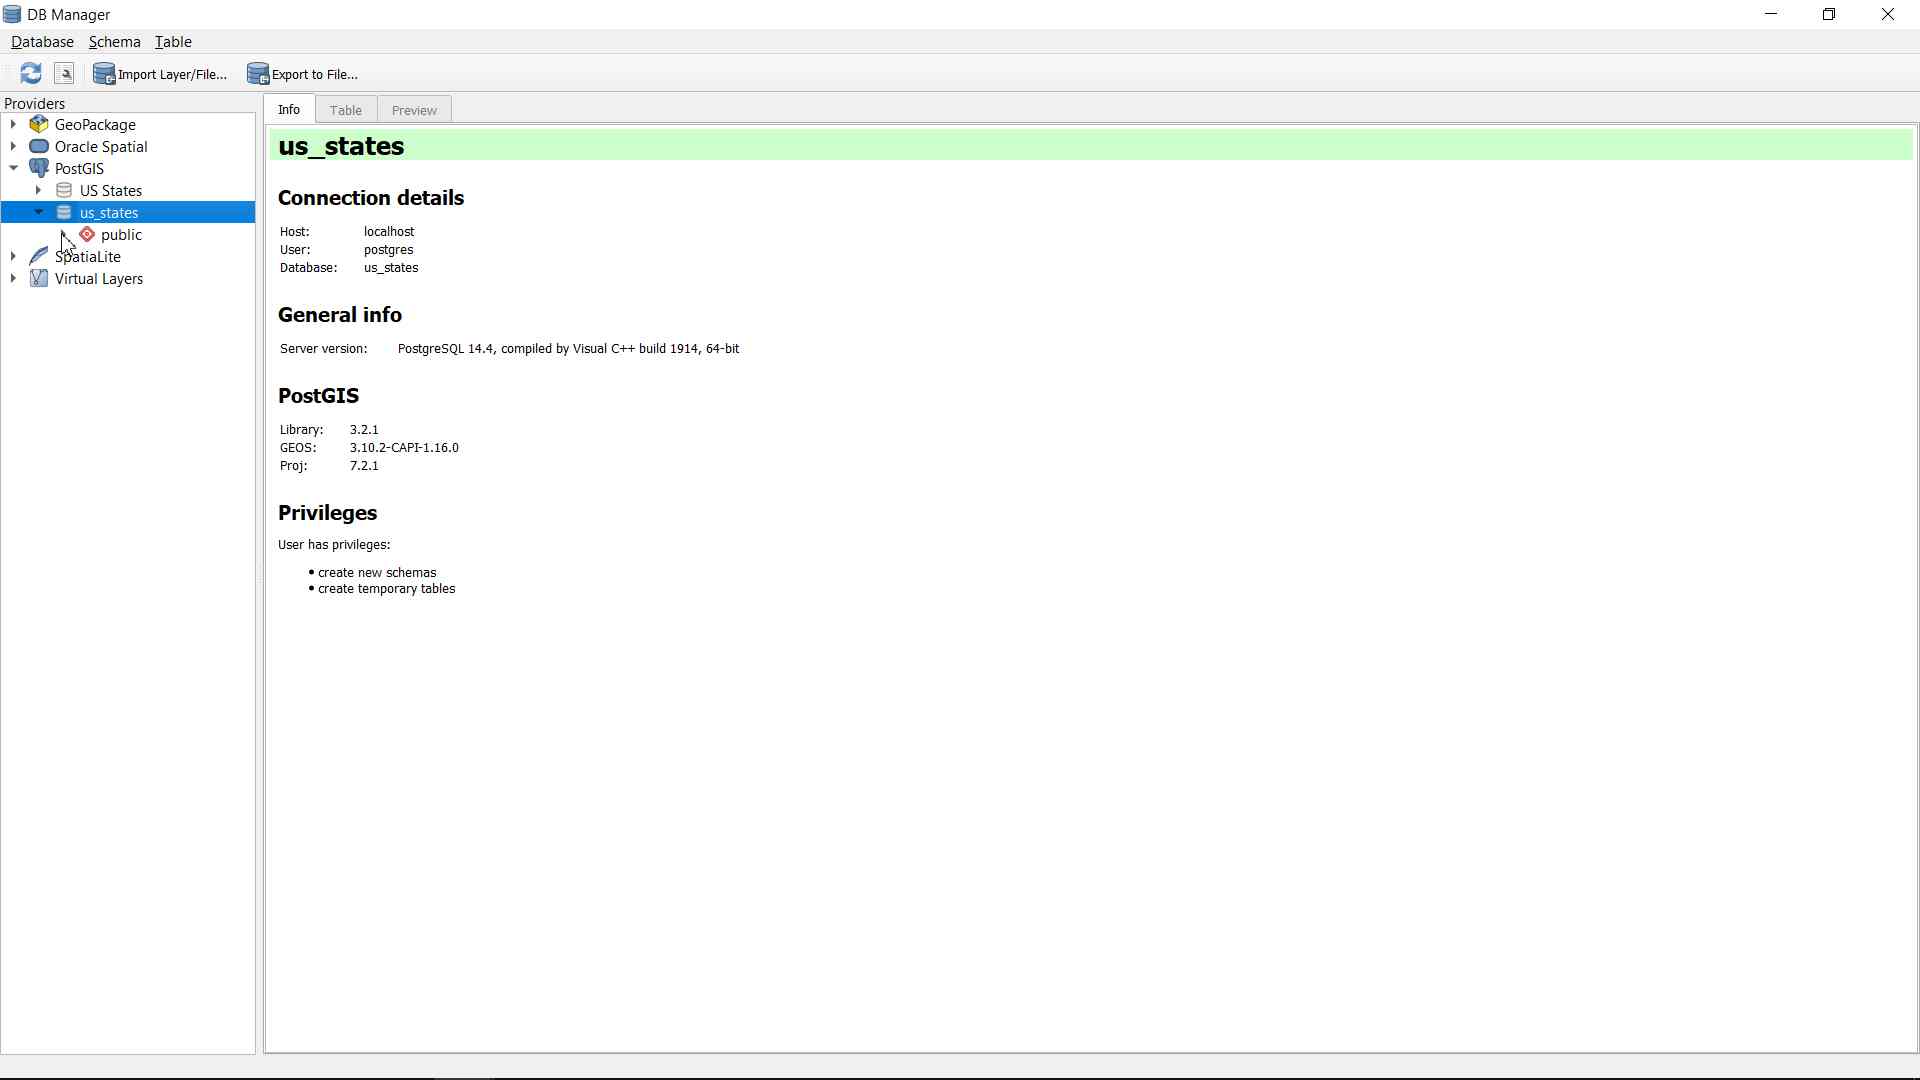 DB Manager
Database Schema Table
Import Layer/File... Export to File...
Providers
GeoPackage
Oracle Spatial
PostGIS
US States
us_states
public
SpatiaLite
Virtual Layers
Info Table Preview
us_states
Connection details
Host: localhost
User: postgres
Database: us_states
General info
Server version: PostgreSQL 14.4, compiled by Visual C++ build 1914, 64-bit
PostGIS
Library: 3.2.1
GEOS: 3.10.2-CAPI-1.16.0
Proj: 7.2.1
Privileges
User has privileges:
• create new schemas
• create temporary tables